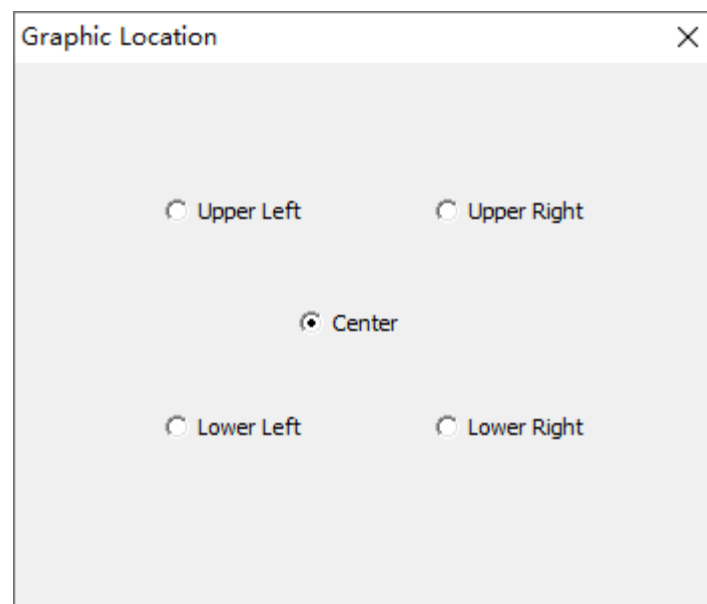 Graphic Location
Upper Left
Upper Right
Center
Lower Left
Lower Right